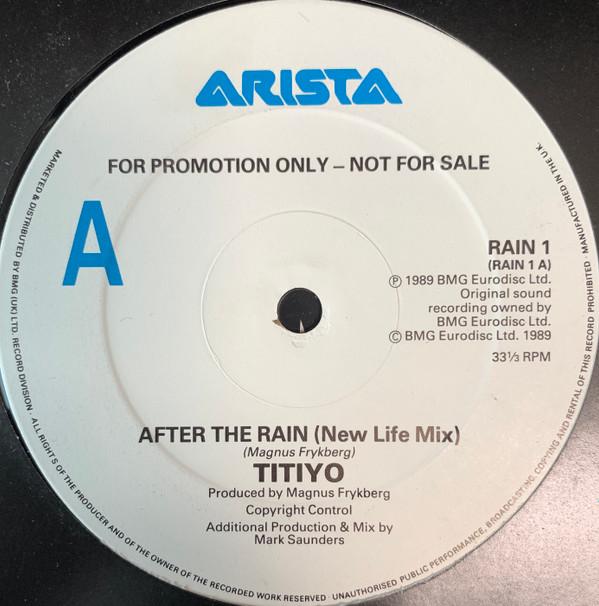 ARISTA
FOR PROMOTION ONLY – NOT FOR SALE
A
RAIN 1
(RAIN 1 A)
℗ 1989 BMG Eurodisc Ltd.
Original sound
recording owned by
BMG Eurodisc Ltd.
© BMG Eurodisc Ltd. 1989
33⅓ RPM
AFTER THE RAIN (New Life Mix)
(Magnus Frykberg)
TITIYO
Produced by Magnus Frykberg
Copyright Control
Additional Production & Mix by
Mark Saunders
MARKETED & DISTRIBUTED BY BMG (UK) LTD. RECORD DIVISION · ALL RIGHTS OF THE PRODUCER AND OF THE OWNER OF THE RECORDED WORK RESERVED · UNAUTHORISED PUBLIC PERFORMANCE, BROADCASTING, COPYING AND RENTAL OF THIS RECORD PROHIBITED · MANUFACTURED IN THE U.K.